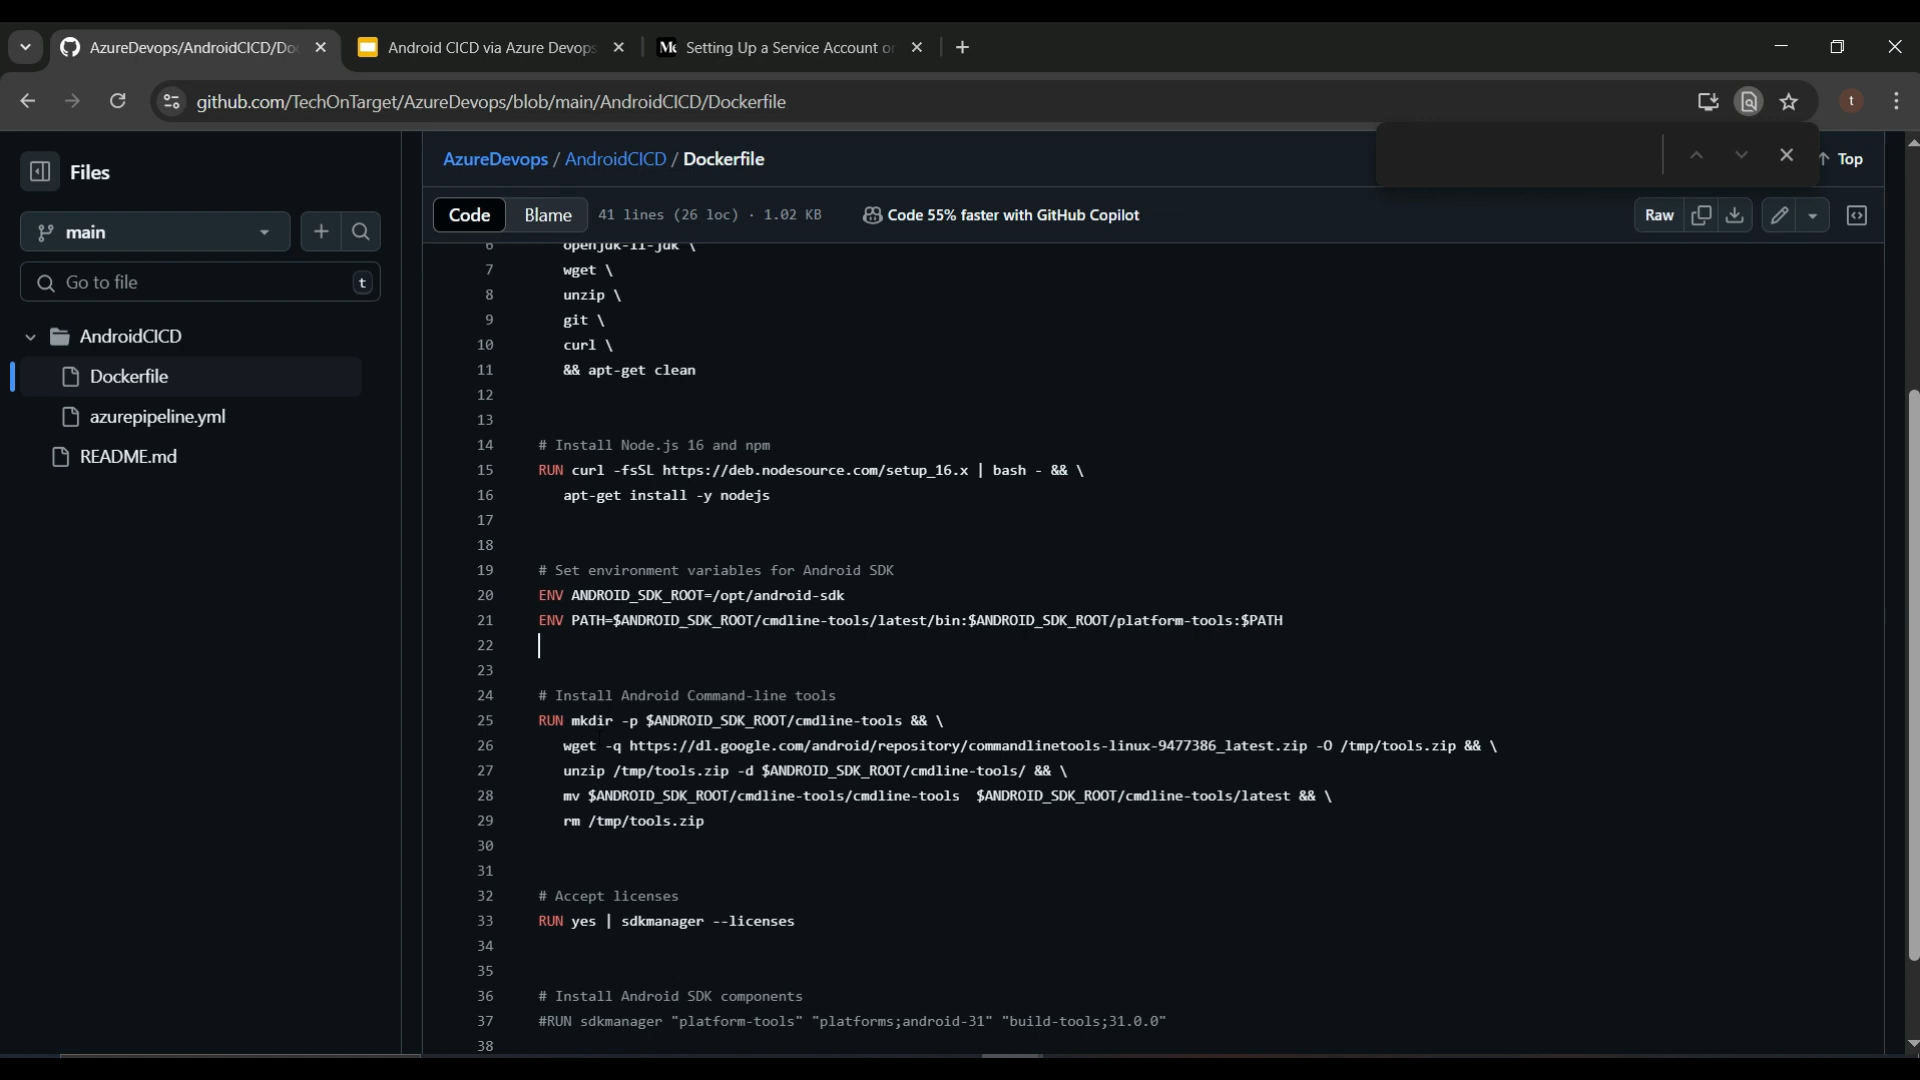 AzureDevops/AndroidCICD/Do
Android CICD via Azure Devops
Setting Up a Service Account or
github.com/TechOnTarget/AzureDevops/blob/main/AndroidCICD/Dockerfile
t
Files
AzureDevops / AndroidCICD / Dockerfile
Top
main
Code
Blame
41 lines (26 loc) · 1.02 KB
Code 55% faster with GitHub Copilot
Raw
Go to file
t
AndroidCICD
Dockerfile
azurepipeline.yml
README.md
6 openjdk-11-jdk \
7 wget \
8 unzip \
9 git \
10 curl \
11 && apt-get clean
12
13
14 # Install Node.js 16 and npm
15 RUN curl -fsSL https://deb.nodesource.com/setup_16.x | bash - && \
16 apt-get install -y nodejs
17
18
19 # Set environment variables for Android SDK
20 ENV ANDROID_SDK_ROOT=/opt/android-sdk
21 ENV PATH=$ANDROID_SDK_ROOT/cmdline-tools/latest/bin:$ANDROID_SDK_ROOT/platform-tools:$PATH
22
23
24 # Install Android Command-line tools
25 RUN mkdir -p $ANDROID_SDK_ROOT/cmdline-tools && \
26 wget -q https://dl.google.com/android/repository/commandlinetools-linux-9477386_latest.zip -O /tmp/tools.zip && \
27 unzip /tmp/tools.zip -d $ANDROID_SDK_ROOT/cmdline-tools/ && \
28 mv $ANDROID_SDK_ROOT/cmdline-tools/cmdline-tools $ANDROID_SDK_ROOT/cmdline-tools/latest && \
29 rm /tmp/tools.zip
30
31
32 # Accept licenses
33 RUN yes | sdkmanager --licenses
34
35
36 # Install Android SDK components
37 #RUN sdkmanager "platform-tools" "platforms;android-31" "build-tools;31.0.0"
38